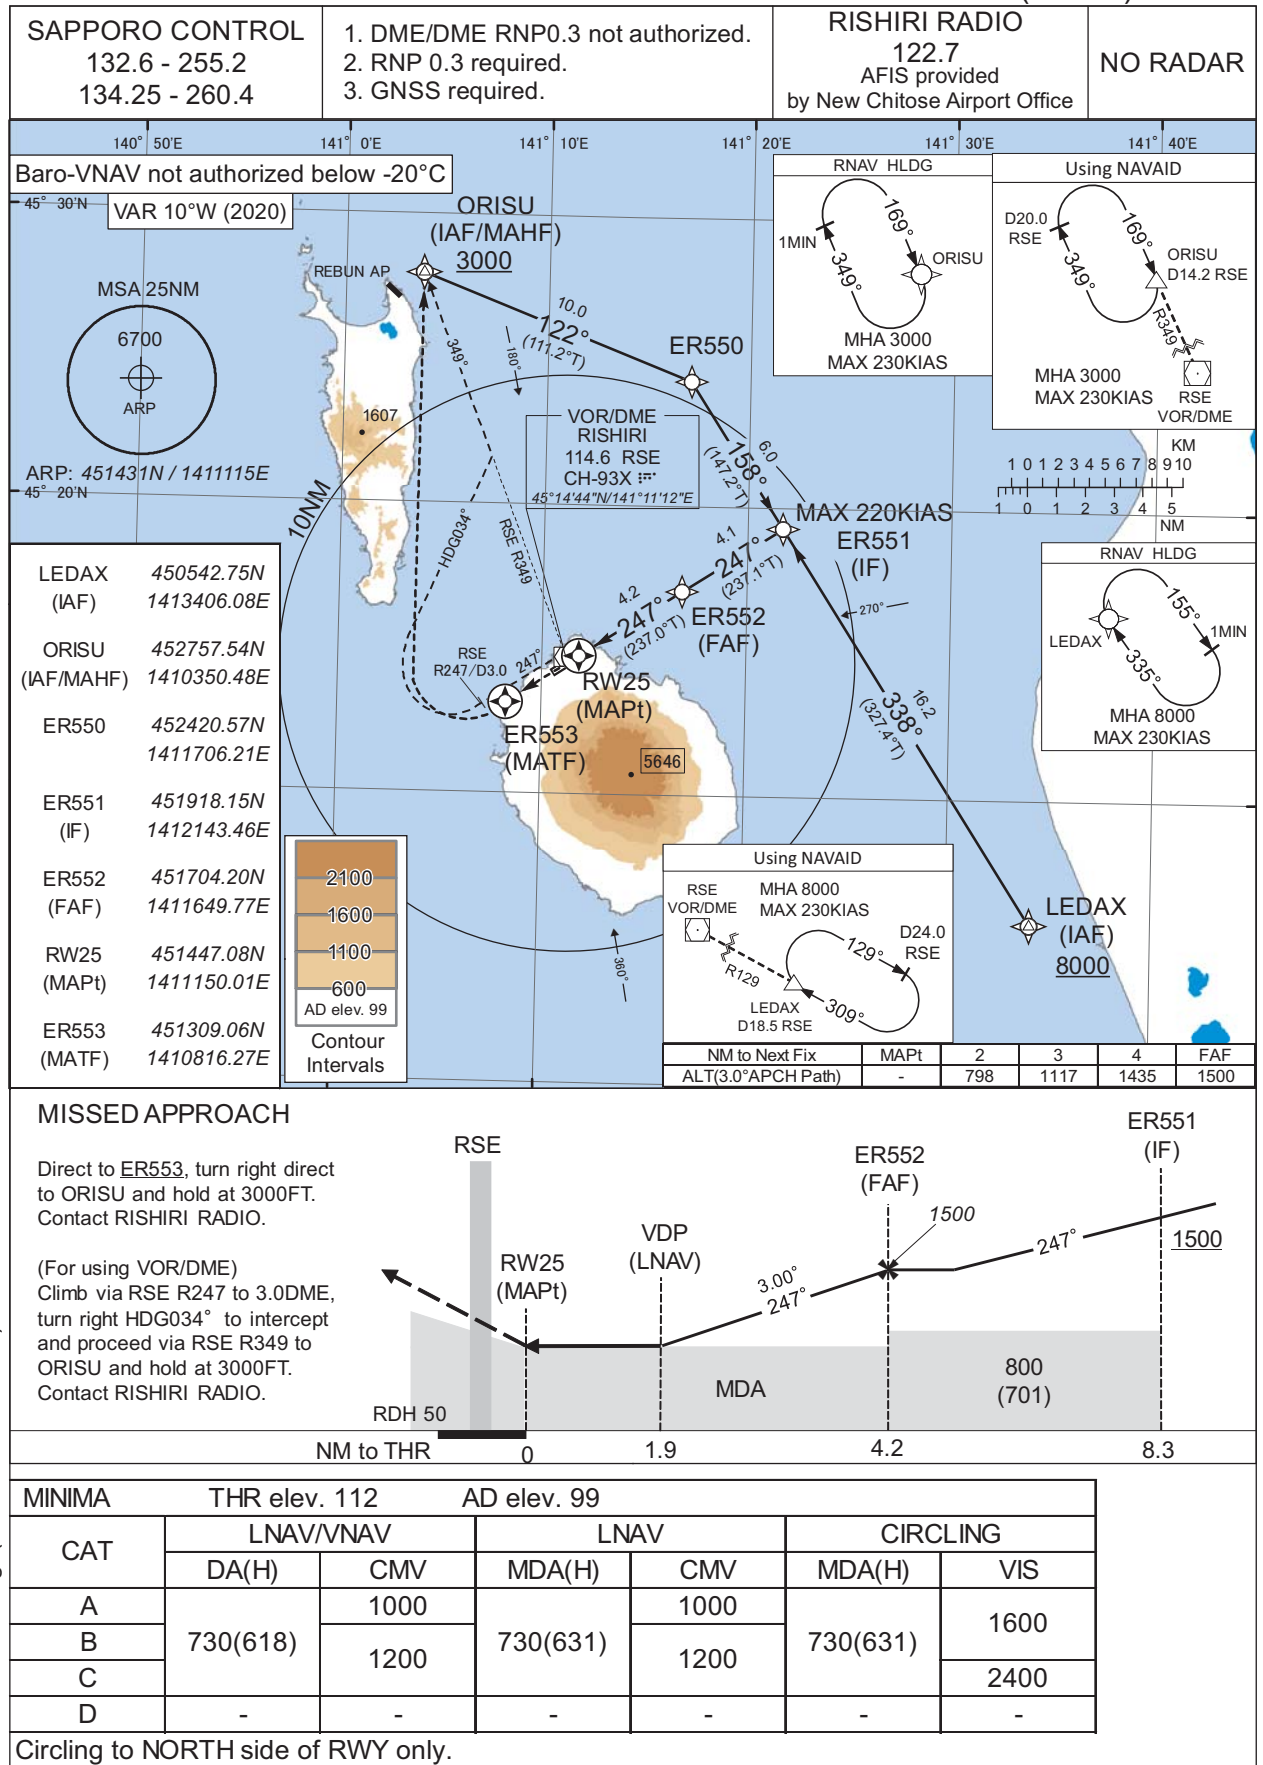 SAPPORO CONTROL
132.6 - 255.2
134.25 - 260.4
1. DME/DME RNP0.3 not authorized.
2. RNP 0.3 required.
3. GNSS required.
RISHIRI RADIO
122.7
AFIS provided
by New Chitose Airport Office
NO RADAR
140° 50'E
141° 0'E
141° 10'E
141° 20'E
141° 30'E
141° 40'E
Baro-VNAV not authorized below -20°C
45° 30'N
VAR 10°W (2020)
ORISU
(IAF/MAHF)
3000
REBUN AP
MSA 25NM
6700
ARP
1607
ARP: 451431N / 1411115E
45° 20'N
10.0
122°
(111.2°T)
180°
349°
ER550
VOR/DME
RISHIRI
114.6 RSE
CH-93X
45°14'44"N/141°11'12"E
6.0
158°
(147.2°T)
10NM
HDG034°
RSE R349
MAX 220KIAS
ER551
(IF)
4.1
247°
(237.1°T)
ER552
(FAF)
4.2
247°
(237.0°T)
270°
RSE
R247/D3.0
247°
RW25
(MAPt)
ER553
(MATF)
5646
16.2
338°
(327.4°T)
360°
LEDAX
(IAF)
8000
RNAV HLDG
169°
1MIN
349°
ORISU
MHA 3000
MAX 230KIAS
Using NAVAID
D20.0
RSE
169°
349°
ORISU
D14.2 RSE
R349
MHA 3000
MAX 230KIAS
RSE
VOR/DME
KM
1 0 1 2 3 4 5 6 7 8 9 10
1 0 1 2 3 4 5
NM
RNAV HLDG
155°
1MIN
LEDAX
335°
MHA 8000
MAX 230KIAS
LEDAX 450542.75N
(IAF) 1413406.08E
ORISU 452757.54N
(IAF/MAHF) 1410350.48E
ER550 452420.57N
1411706.21E
ER551 451918.15N
(IF) 1412143.46E
ER552 451704.20N
(FAF) 1411649.77E
RW25 451447.08N
(MAPt) 1411150.01E
ER553 451309.06N
(MATF) 1410816.27E
2100
1600
1100
600
AD elev. 99
Contour
Intervals
Using NAVAID
RSE
VOR/DME
MHA 8000
MAX 230KIAS
129°
D24.0
RSE
R129
309°
LEDAX
D18.5 RSE
NM to Next Fix MAPt 2 3 4 FAF
ALT(3.0°APCH Path) - 798 1117 1435 1500
MISSED APPROACH
Direct to ER553, turn right direct
to ORISU and hold at 3000FT.
Contact RISHIRI RADIO.
(For using VOR/DME)
Climb via RSE R247 to 3.0DME,
turn right HDG034° to intercept
and proceed via RSE R349 to
ORISU and hold at 3000FT.
Contact RISHIRI RADIO.
RSE
RW25
(MAPt)
VDP
(LNAV)
ER552
(FAF)
1500
ER551
(IF)
1500
247°
3.00°
247°
MDA
800
(701)
RDH 50
NM to THR 0 1.9 4.2 8.3
MINIMA THR elev. 112 AD elev. 99
CAT LNAV/VNAV LNAV CIRCLING
DA(H) CMV MDA(H) CMV MDA(H) VIS
A 730(618) 1000 730(631) 1000 730(631) 1600
B 1200 1200
C 2400
D - - - - - -
Circling to NORTH side of RWY only.